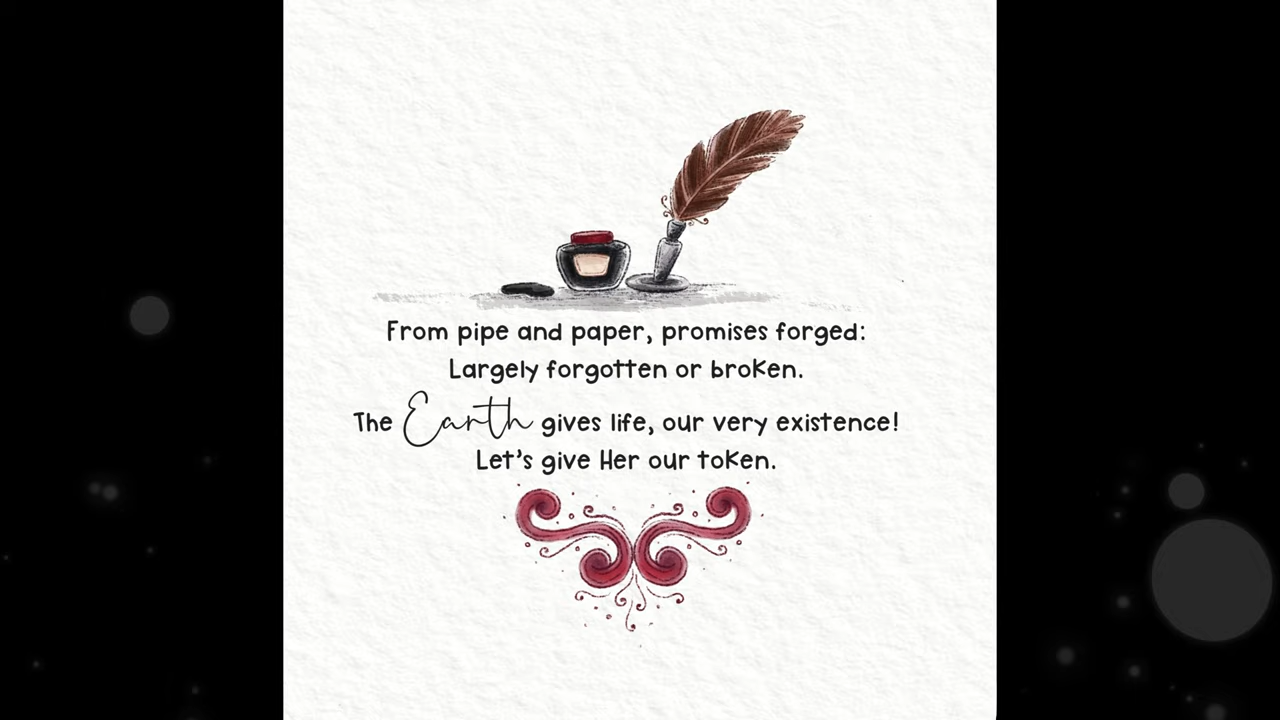 From pipe and paper, promises forged:
Largely forgotten or broken.
The Earth gives life, our very existence!
Let's give Her our token.